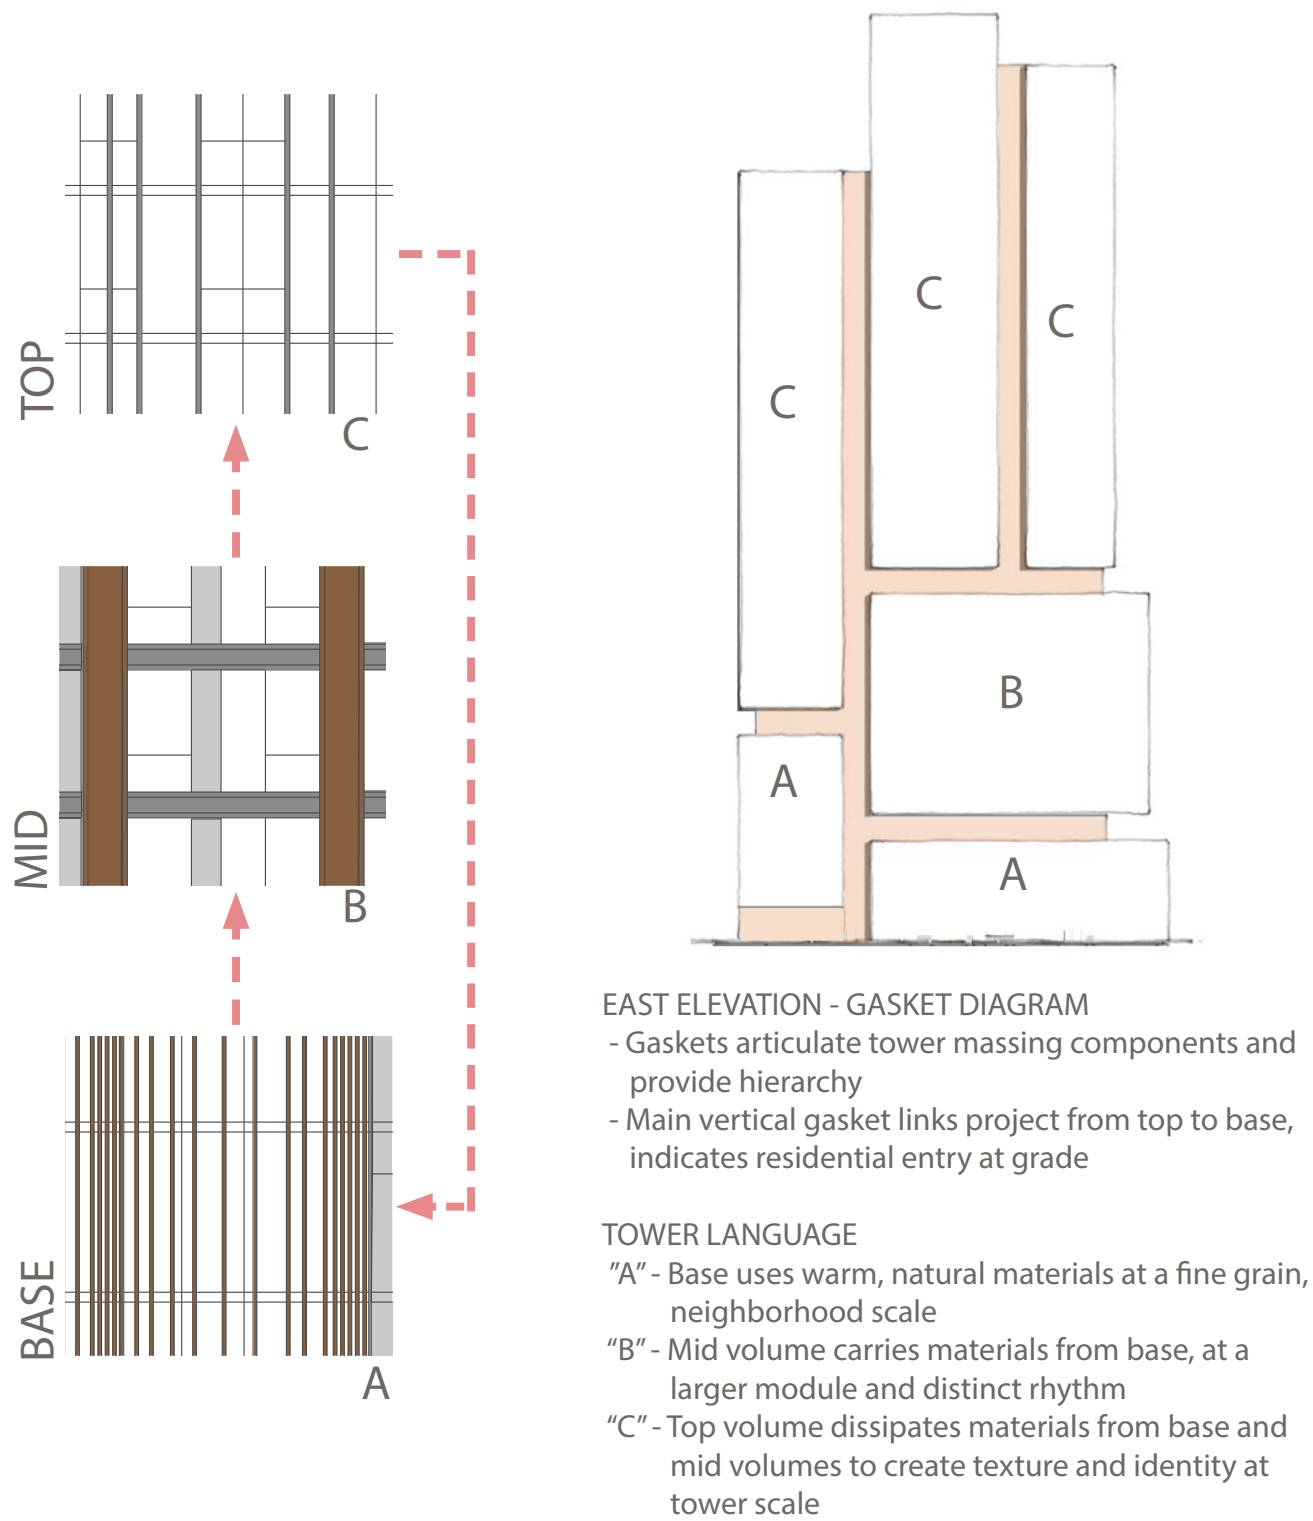 TOP
C
MID
B
BASE
A
C
C
C
B
A
A
EAST ELEVATION - GASKET DIAGRAM
- Gaskets articulate tower massing components and
provide hierarchy
- Main vertical gasket links project from top to base,
indicates residential entry at grade
TOWER LANGUAGE
”A” - Base uses warm, natural materials at a fine grain,
neighborhood scale
“B” - Mid volume carries materials from base, at a
larger module and distinct rhythm
“C” - Top volume dissipates materials from base and
mid volumes to create texture and identity at
tower scale